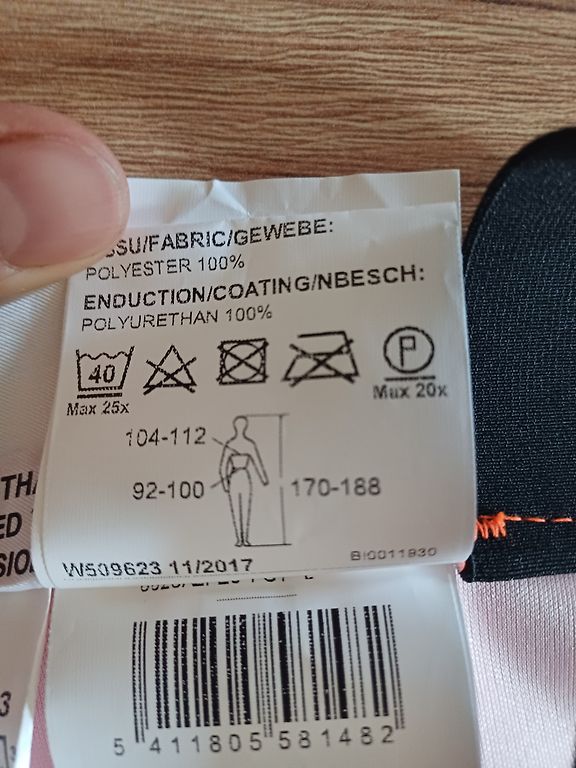 SSU/FABRIC/GEWEBE:
POLYESTER 100%
ENDUCTION/COATING/NBESCH:
POLYURETHAN 100%
40
P
Max 25x
Max 20x
104-112
92-100
170-188
W509623 11/2017
BI0011930
5 411805 581482